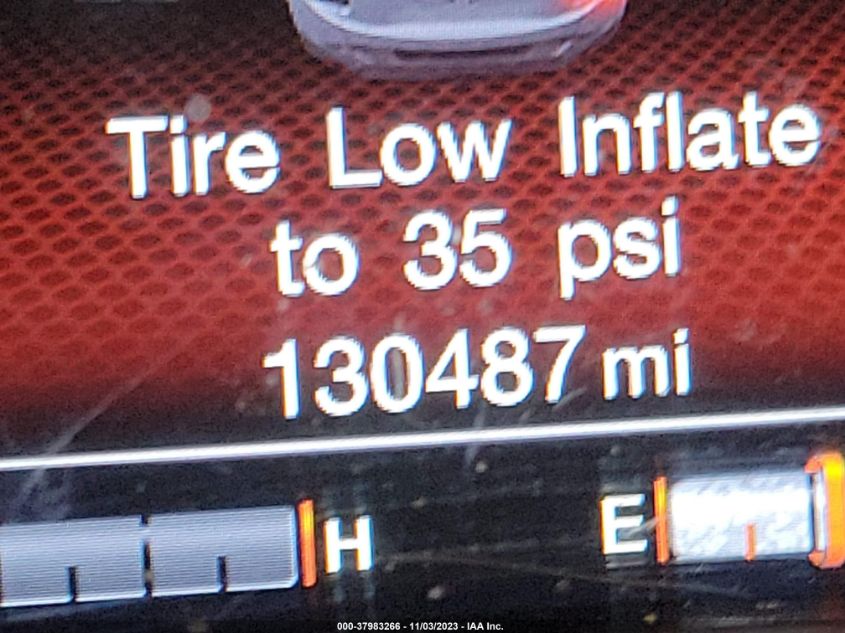 Tire Low Inflate
to 35 psi
130487 mi
H E
000-37983266 - 11/03/2023 - IAA Inc.